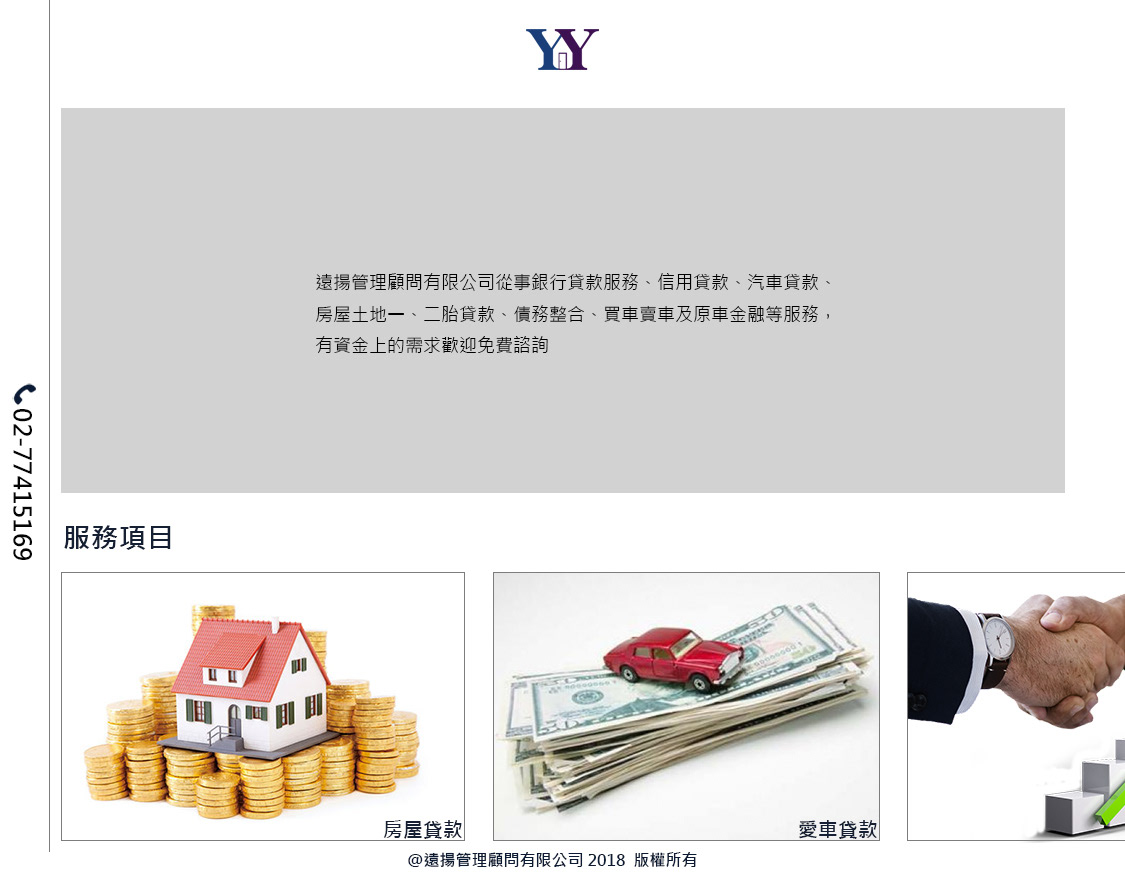 YY
遠揚管理顧問有限公司從事銀行貸款服務、信用貸款、汽車貸款、
房屋土地一、二胎貸款、債務整合、買車賣車及原車金融等服務，
有資金上的需求歡迎免費諮詢
02-77415169
服務項目
房屋貸款
愛車貸款
@遠揚管理顧問有限公司 2018 版權所有